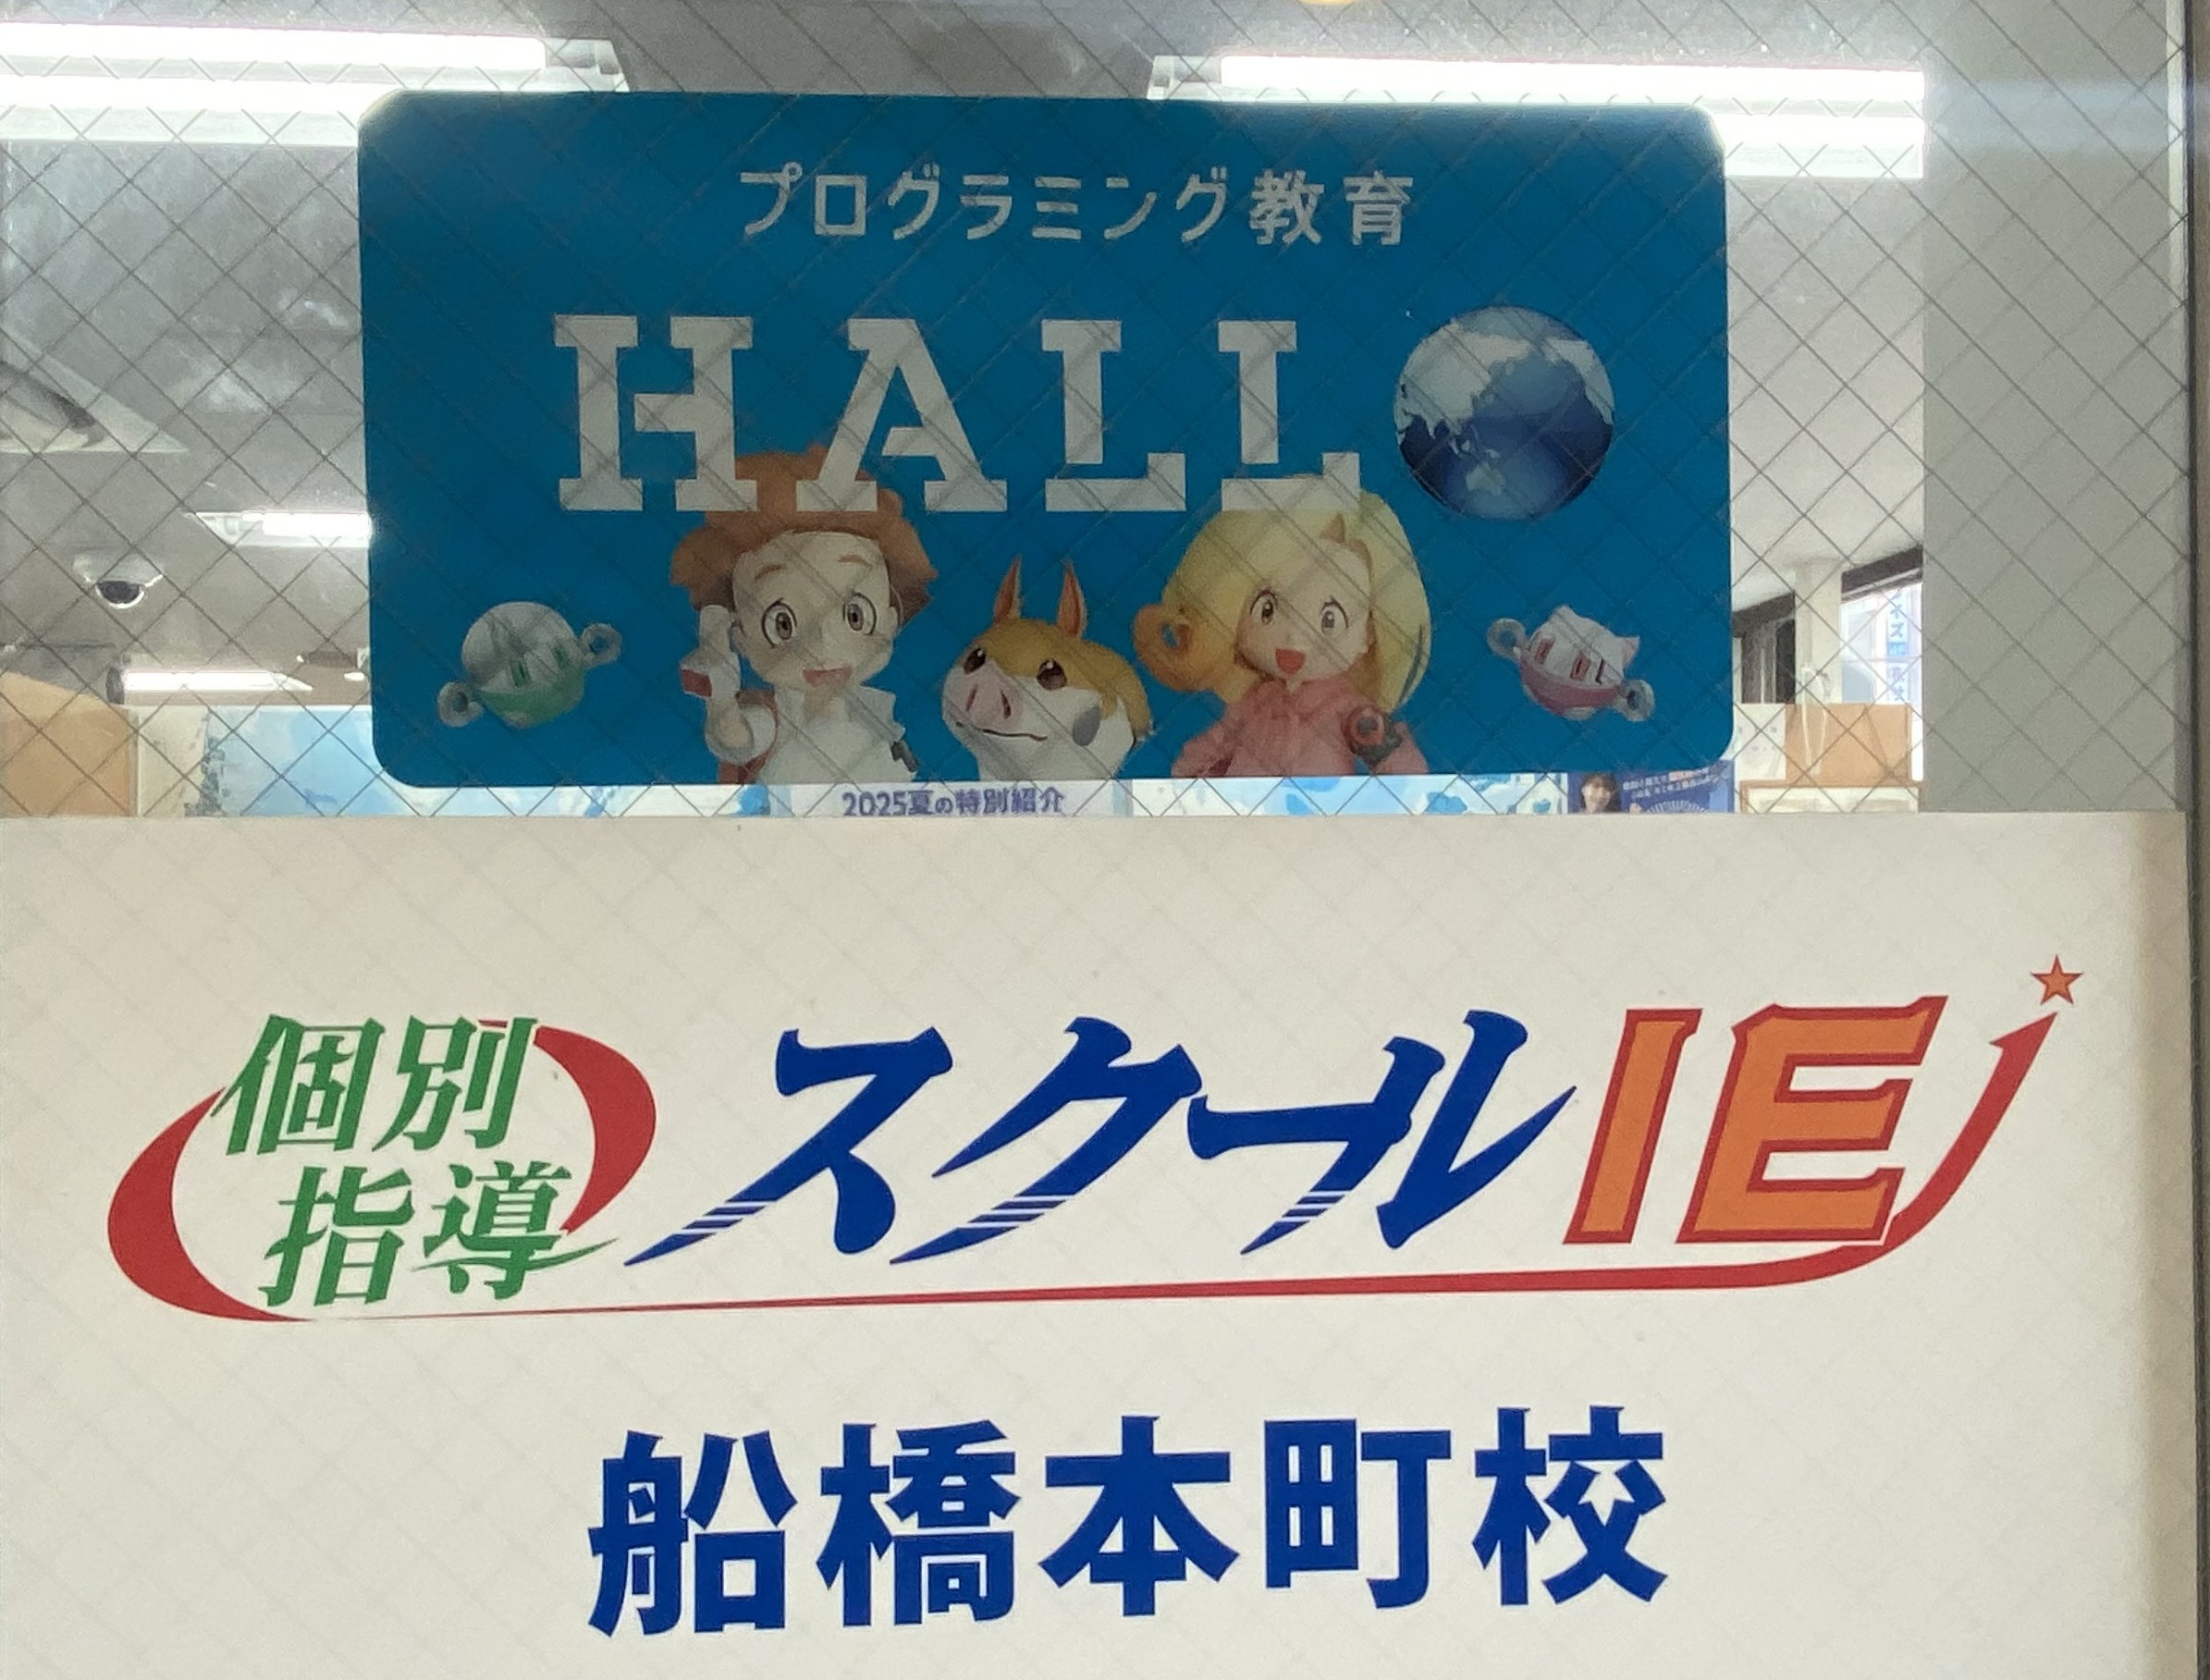 プログラミング教育
HALL
2025夏の特別紹介
個別
指導
スクールIE
船橋本町校